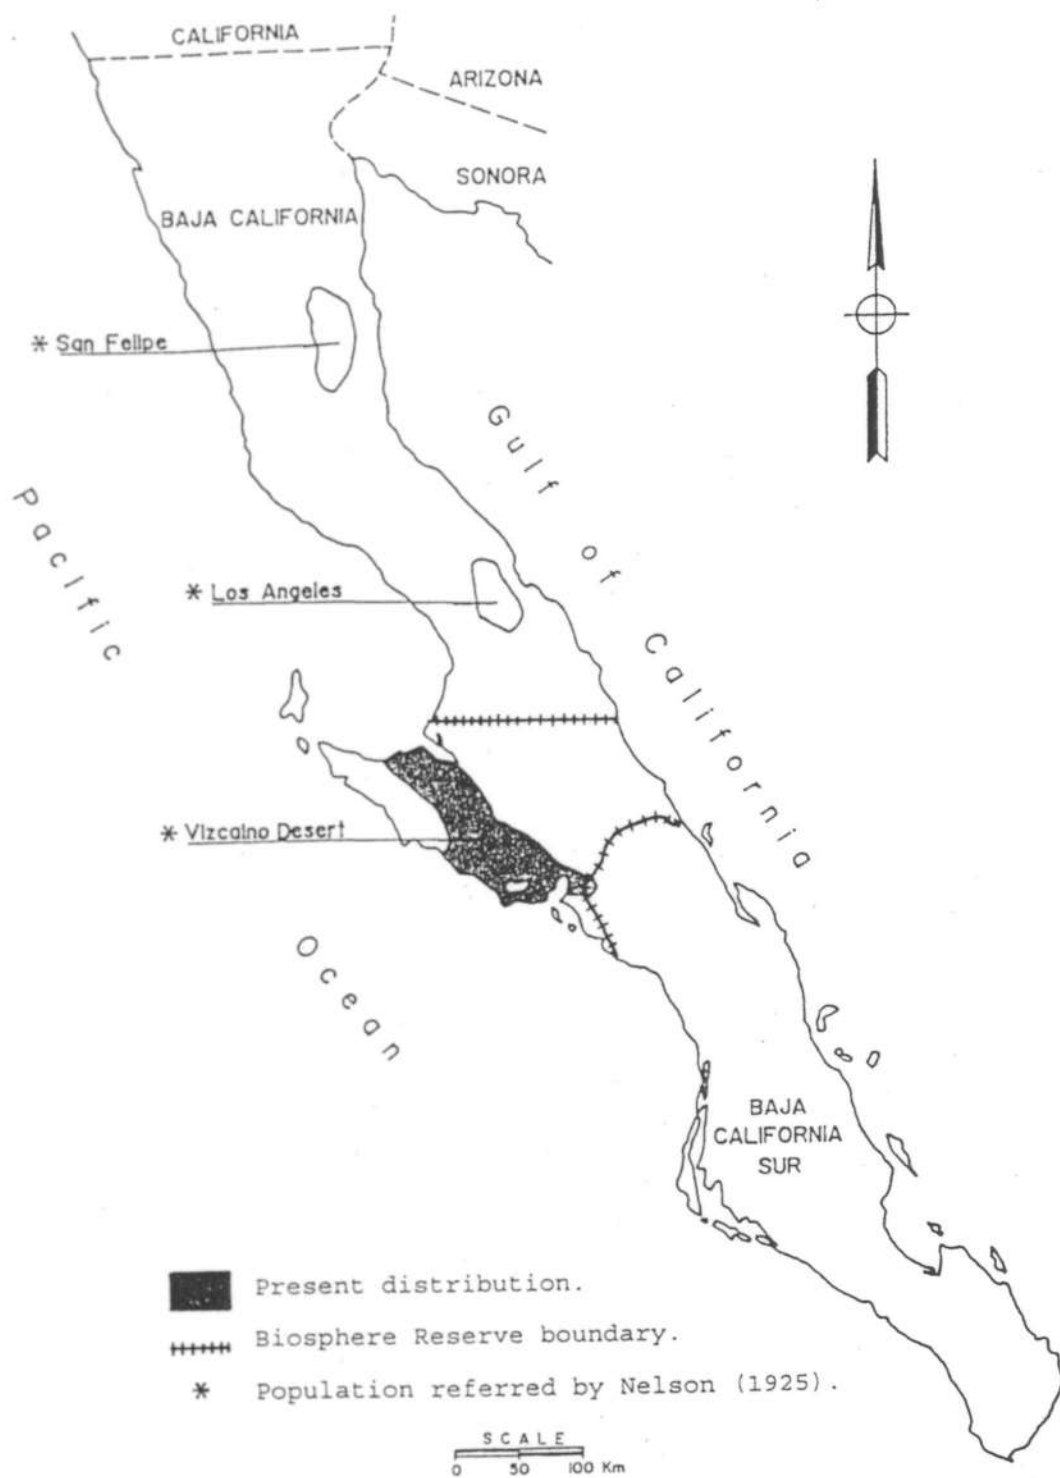 CALIFORNIA
ARIZONA
SONORA
BAJA CALIFORNIA
* San Felipe
Gulf of California
Pacific
* Los Angeles
* Vizcaino Desert
Ocean
BAJA
CALIFORNIA
SUR
Present distribution.
Biosphere Reserve boundary.
* Population referred by Nelson (1925).
SCALE
0 50 100 Km